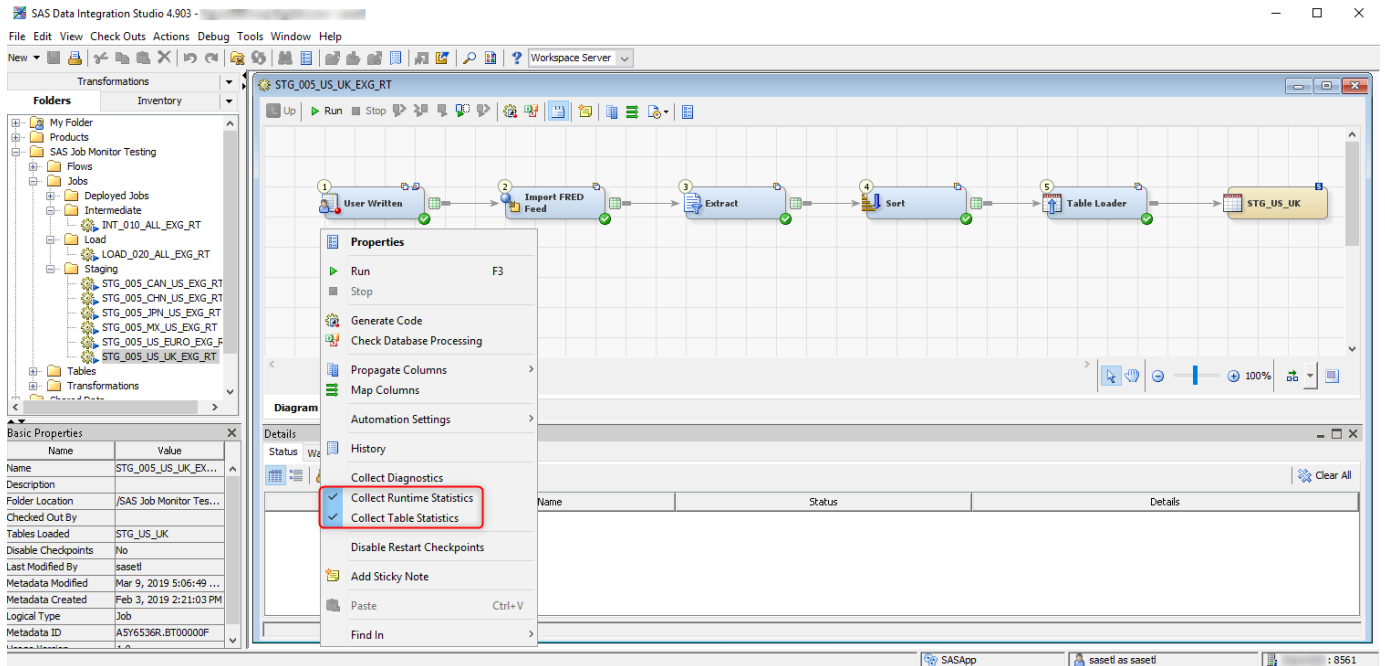 SAS Data Integration Studio 4.903 -
File Edit View Check Outs Actions Debug Tools Window Help
New Workspace Server
Transformations
Folders Inventory
My Folder
Products
SAS Job Monitor Testing
Flows
Jobs
Deployed Jobs
Intermediate
INT_010_ALL_EXG_RT
Load
LOAD_020_ALL_EXG_RT
Staging
STG_005_CAN_US_EXG_RT
STG_005_CHN_US_EXG_RT
STG_005_JPN_US_EXG_RT
STG_005_MX_US_EXG_RT
STG_005_US_EURO_EXG_R
STG_005_US_UK_EXG_RT
Tables
Transformations
Shared Data
Basic Properties
Name Value
Name STG_005_US_UK_EX...
Description
Folder Location /SAS Job Monitor Tes...
Checked Out By
Tables Loaded STG_US_UK
Disable Checkpoints No
Last Modified By sasetl
Metadata Modified Mar 9, 2019 5:06:49 ...
Metadata Created Feb 3, 2019 2:21:03 PM
Logical Type Job
Metadata ID A5Y6536R.BT00000F
Usage Version 1.0
STG_005_US_UK_EXG_RT
Up Run Stop
1 2 3 4 5
User Written
Import FRED
Feed
Extract
Sort
Table Loader
STG_US_UK
100%
Diagram
Details
Status Wa
Clear All
Name Status Details
Properties
Run F3
Stop
Generate Code
Check Database Processing
Propagate Columns
Map Columns
Automation Settings
History
Collect Diagnostics
Collect Runtime Statistics
Collect Table Statistics
Disable Restart Checkpoints
Add Sticky Note
Paste Ctrl+V
Find In
SASApp sasetl as sasetl : 8561